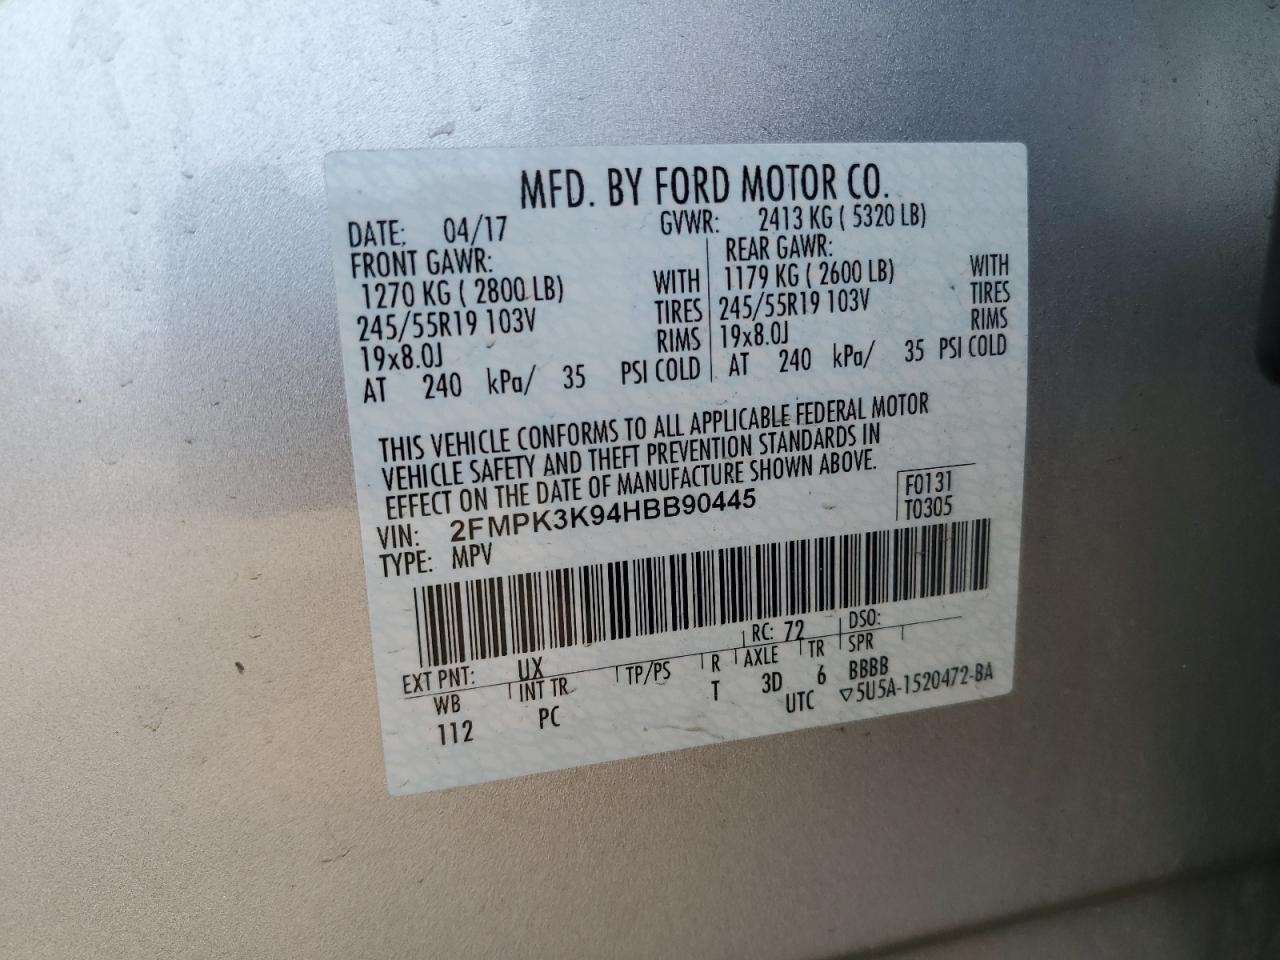 MFD. BY FORD MOTOR CO.
DATE: 04/17 GVWR: 2413 KG ( 5320 LB)
FRONT GAWR: REAR GAWR:
1270 KG ( 2800 LB) WITH 1179 KG ( 2600 LB) WITH
245/55R19 103V TIRES 245/55R19 103V TIRES
19x8.0J RIMS 19x8.0J RIMS
AT 240 kPa/ 35 PSI COLD AT 240 kPa/ 35 PSI COLD
THIS VEHICLE CONFORMS TO ALL APPLICABLE FEDERAL MOTOR
VEHICLE SAFETY AND THEFT PREVENTION STANDARDS IN
EFFECT ON THE DATE OF MANUFACTURE SHOWN ABOVE.
VIN: 2FMPK3K94HBB90445 F0131
TYPE: MPV T0305
EXT PNT: UX RC: 72 DSO:
WB INT TR TP/PS R AXLE TR SPR
112 PC T 3D 6 BBBB
UTC ▽5U5A-1520472-BA